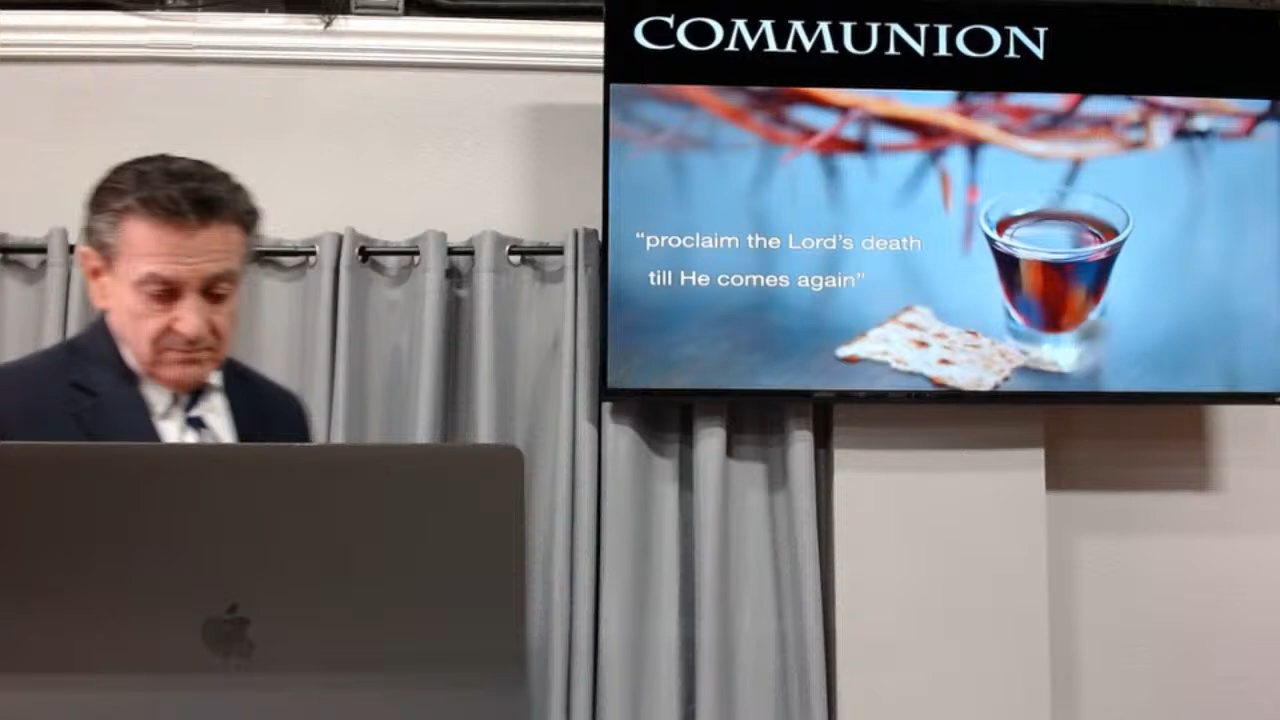 COMMUNION
“proclaim the Lord’s death
till He comes again”